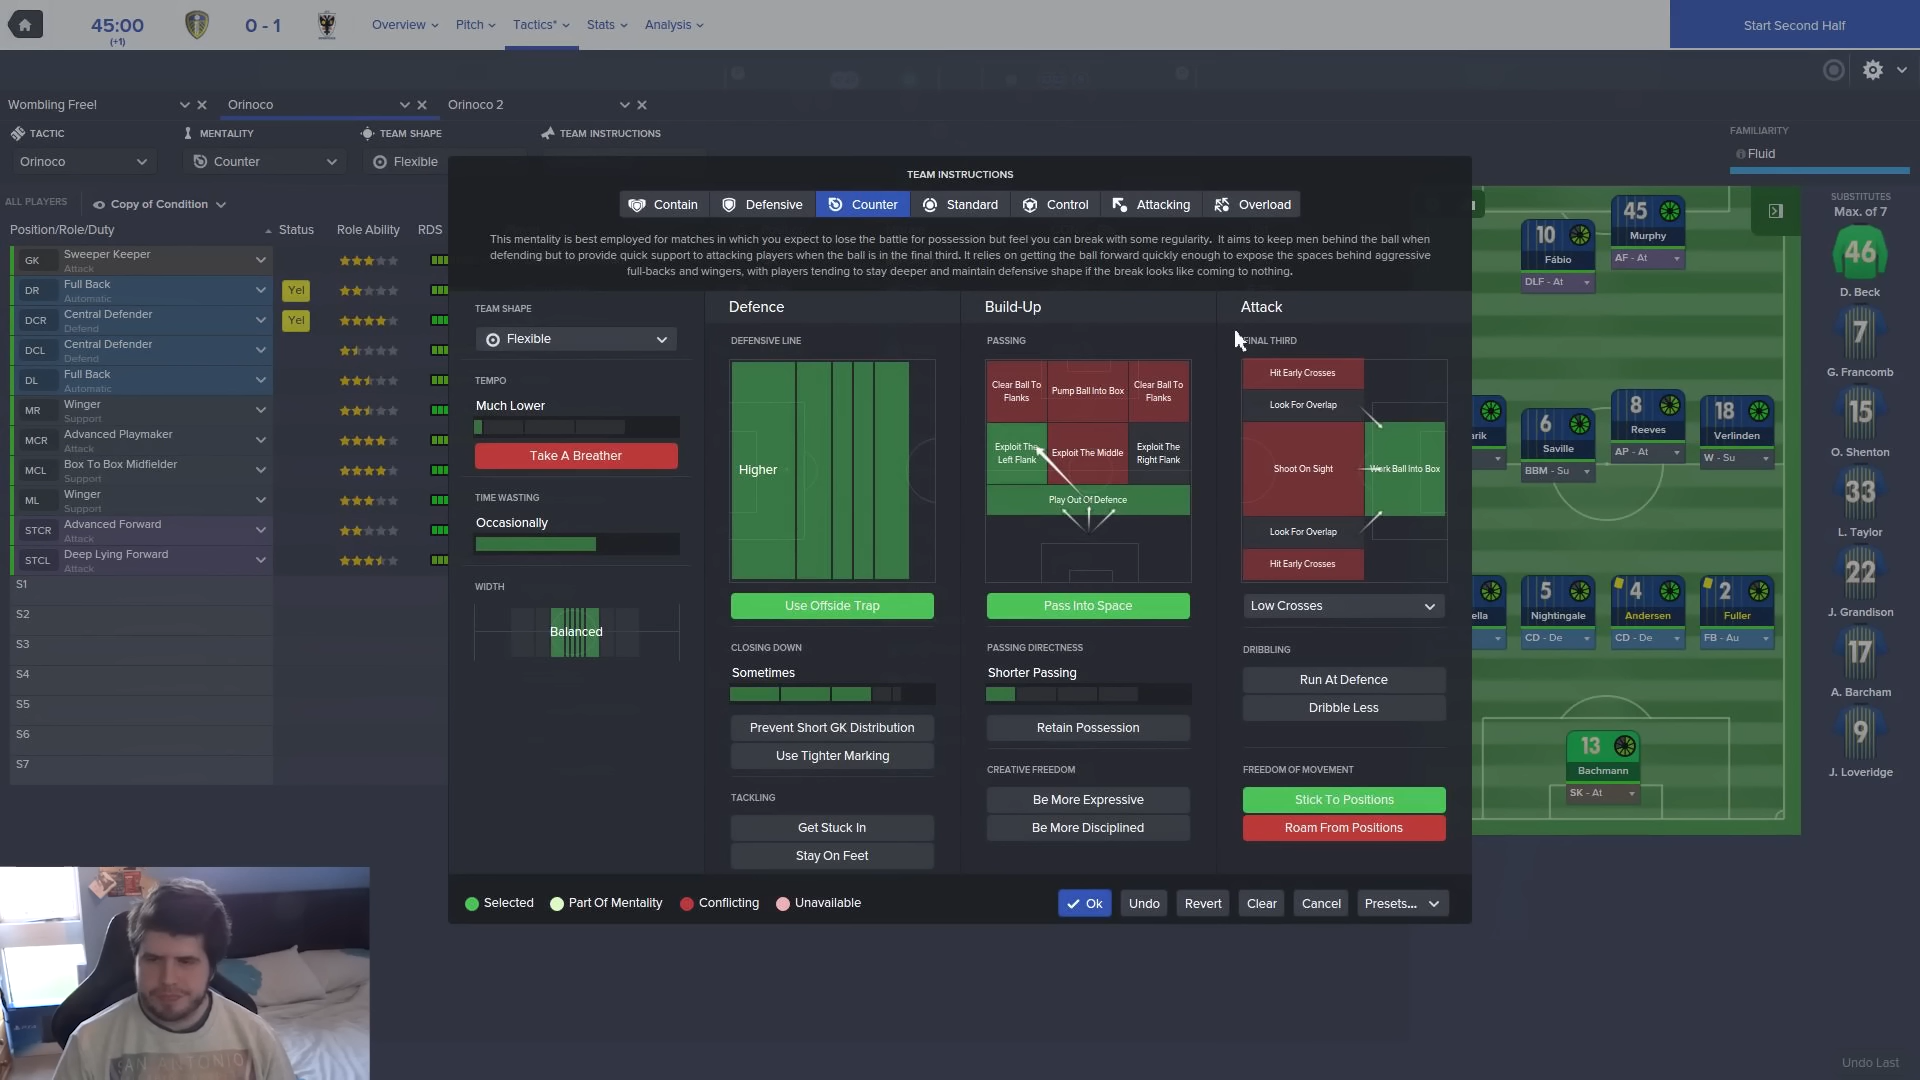 45:00
(+1)
0 - 1
Overview
Pitch
Tactics*
Stats
Analysis
Start Second Half
Wombling Free!
Orinoco
Orinoco 2
TACTIC
MENTALITY
TEAM SHAPE
TEAM INSTRUCTIONS
Orinoco
Counter
Flexible
FAMILIARITY
Fluid
ALL PLAYERS
Copy of Condition
Position/Role/Duty
Status
Role Ability
RDS
GK
Sweeper Keeper
Attack
DR
Full Back
Automatic
Yel
DCR
Central Defender
Defend
Yel
DCL
Central Defender
Defend
DL
Full Back
Automatic
MR
Winger
Support
MCR
Advanced Playmaker
Attack
MCL
Box To Box Midfielder
Support
ML
Winger
Support
STCR
Advanced Forward
Attack
STCL
Deep Lying Forward
Attack
S1
S2
S3
S4
S5
S6
S7
TEAM INSTRUCTIONS
Contain
Defensive
Counter
Standard
Control
Attacking
Overload
This mentality is best employed for matches in which you expect to lose the battle for possession but feel you can break with some regularity. It aims to keep men behind the ball when
defending but to provide quick support to attacking players when the ball is in the final third. It relies on getting the ball forward quickly enough to expose the spaces behind aggressive
full-backs and wingers, with players tending to stay deeper and maintain defensive shape if the break looks like coming to nothing.
TEAM SHAPE
Flexible
TEMPO
Much Lower
Take A Breather
TIME WASTING
Occasionally
WIDTH
Balanced
Defence
DEFENSIVE LINE
Higher
Use Offside Trap
CLOSING DOWN
Sometimes
Prevent Short GK Distribution
Use Tighter Marking
TACKLING
Get Stuck In
Stay On Feet
Build-Up
PASSING
Clear Ball To
Flanks
Pump Ball Into Box
Clear Ball To
Flanks
Exploit The
Left Flank
Exploit The Middle
Exploit The
Right Flank
Play Out Of Defence
Pass Into Space
PASSING DIRECTNESS
Shorter Passing
Retain Possession
CREATIVE FREEDOM
Be More Expressive
Be More Disciplined
Attack
FINAL THIRD
Hit Early Crosses
Look For Overlap
Shoot On Sight
Work Ball Into Box
Look For Overlap
Hit Early Crosses
Low Crosses
DRIBBLING
Run At Defence
Dribble Less
FREEDOM OF MOVEMENT
Stick To Positions
Roam From Positions
Selected
Part Of Mentality
Conflicting
Unavailable
Ok
Undo
Revert
Clear
Cancel
Presets...
10
Fábio
DLF - At
45
Murphy
AF - At
arik
6
Saville
BBM - Su
8
Reeves
AP - At
18
Verlinden
W - Su
ella
5
Nightingale
CD - De
4
Andersen
CD - De
2
Fuller
FB - Au
13
Bachmann
SK - At
SUBSTITUTES
Max. of 7
46
D. Beck
7
G. Francomb
15
O. Shenton
33
L. Taylor
22
J. Grandison
17
A. Barcham
9
J. Loveridge
SAN ANTONIO
Undo Last